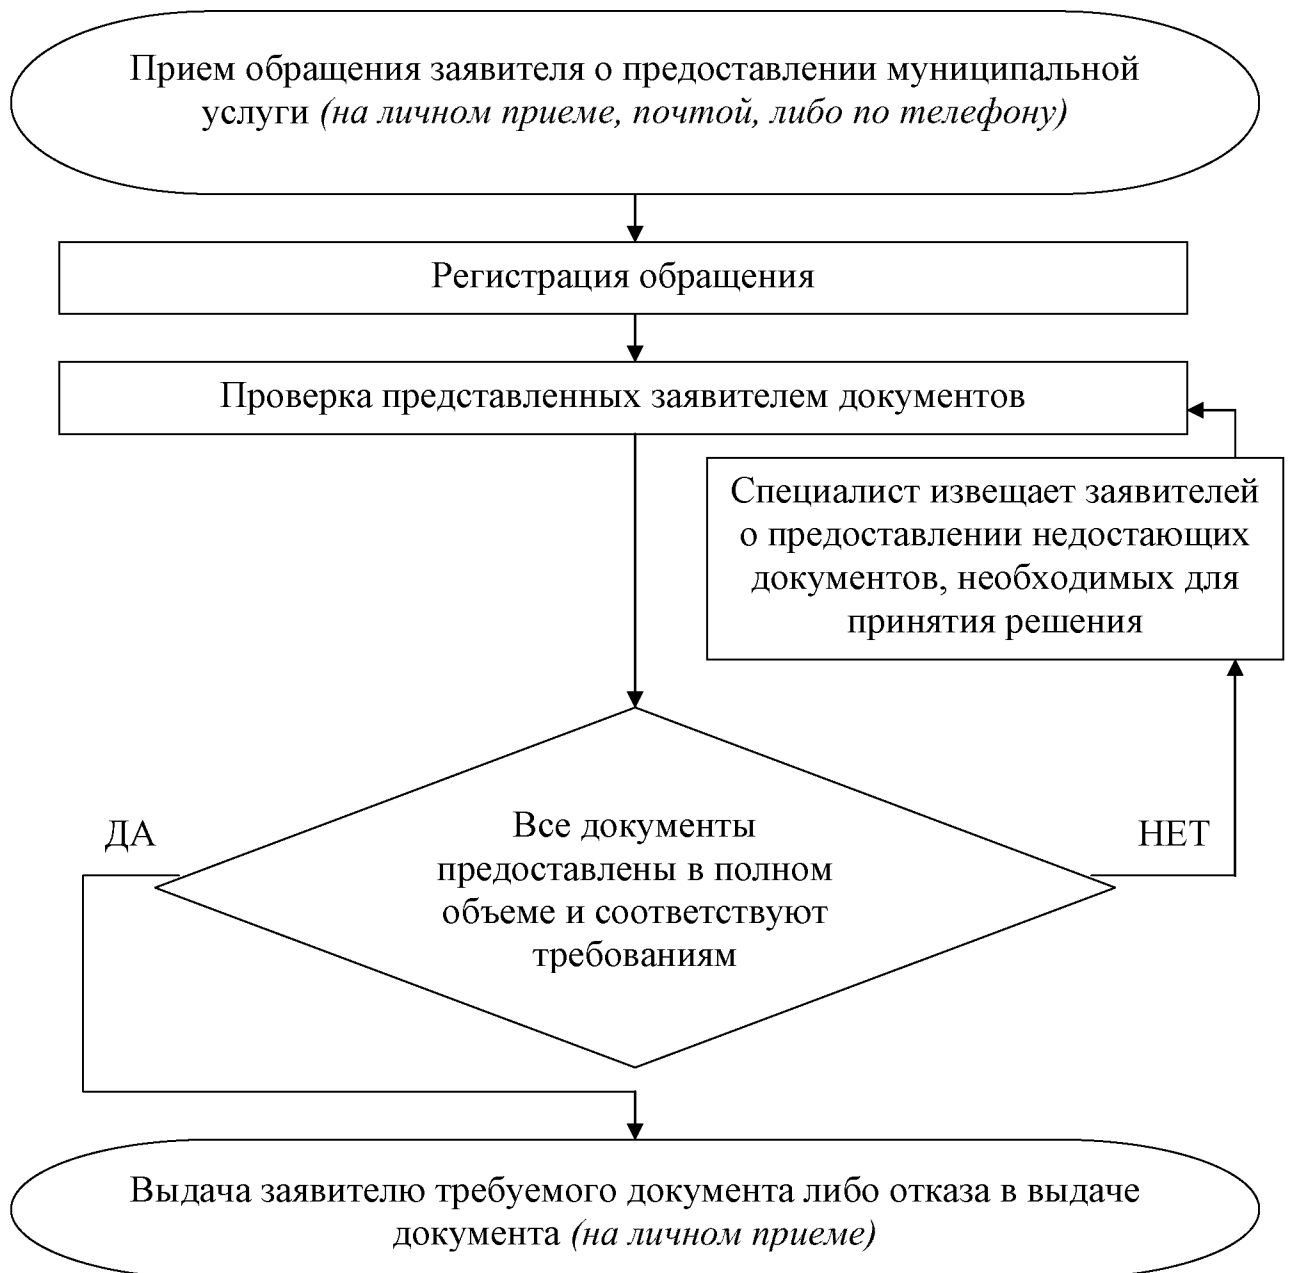 Прием обращения заявителя о предоставлении муниципальной
услуги (на личном приеме, почтой, либо по телефону)
Регистрация обращения
Проверка представленных заявителем документов
Специалист извещает заявителей
о предоставлении недостающих
документов, необходимых для
принятия решения
ДА
НЕТ
Все документы
предоставлены в полном
объеме и соответствуют
требованиям
Выдача заявителю требуемого документа либо отказа в выдаче
документа (на личном приеме)